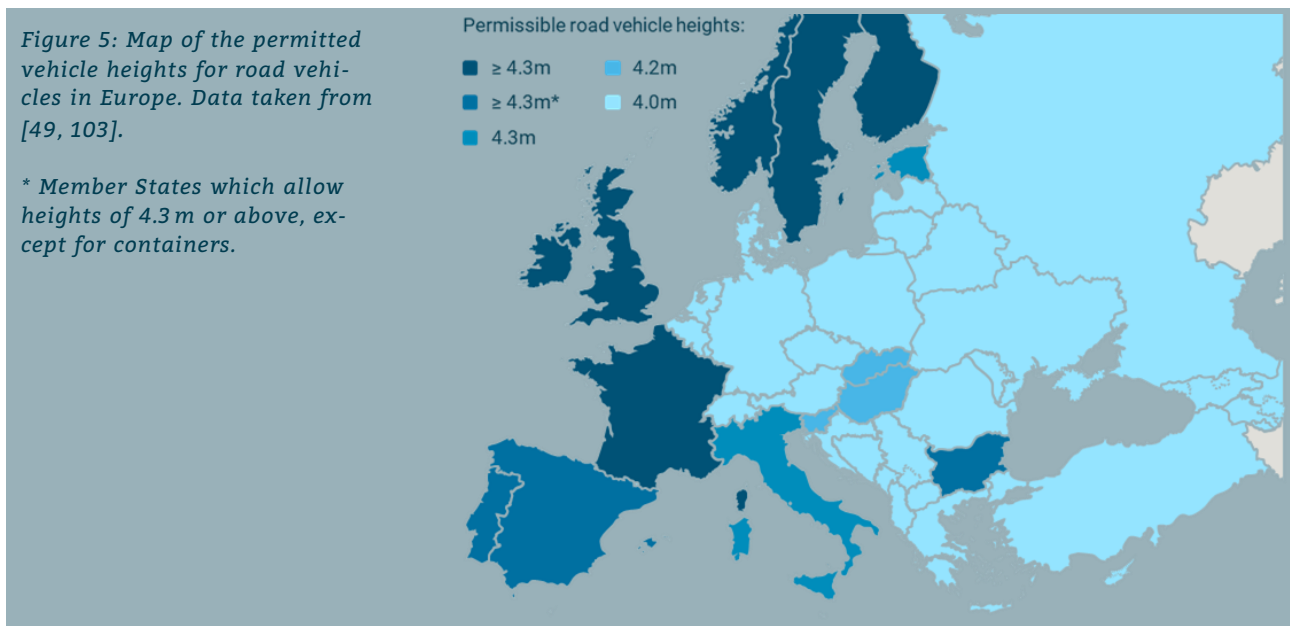 Figure 5: Map of the permitted
vehicle heights for road vehi-
cles in Europe. Data taken from
[49, 103].
* Member States which allow
heights of 4.3 m or above, ex-
cept for containers.
Permissible road vehicle heights:
≥ 4.3m
4.2m
≥ 4.3m*
4.0m
4.3m